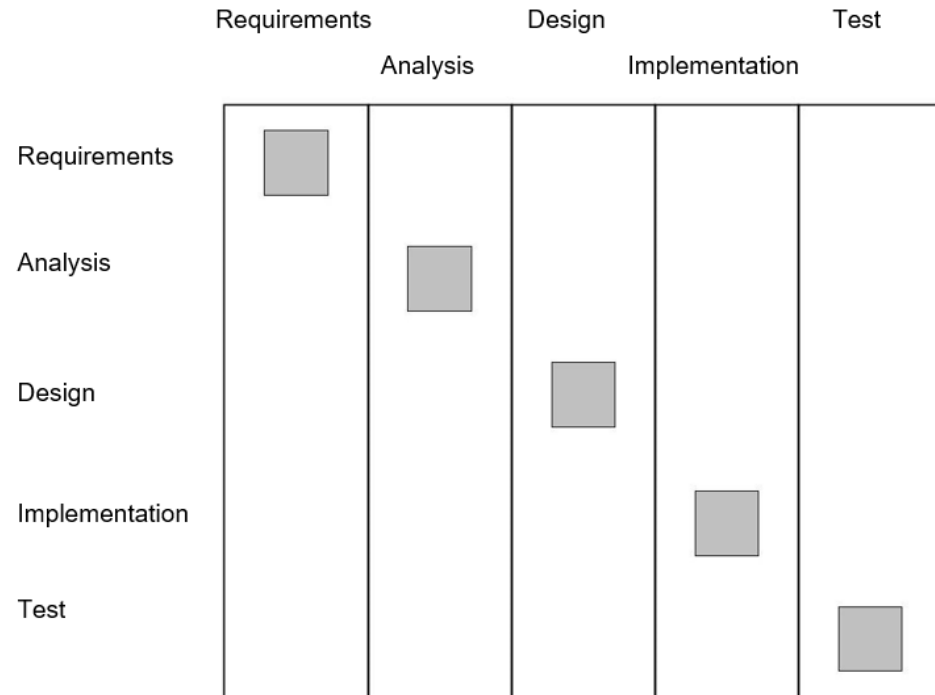 Requirements Design Test
Analysis Implementation
Requirements
Analysis
Design
Implementation
Test